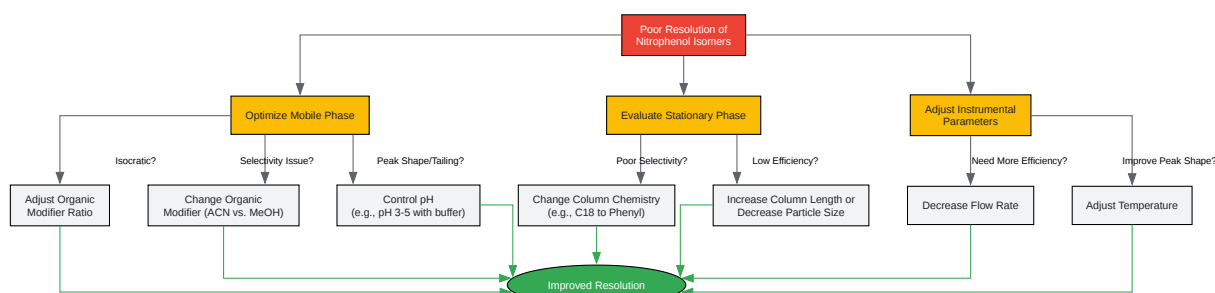 Poor Resolution of
Nitrophenol Isomers
Optimize Mobile Phase
Evaluate Stationary Phase
Adjust Instrumental
Parameters
Isocratic?
Selectivity Issue?
Peak Shape/Tailing?
Poor Selectivity?
Low Efficiency?
Need More Efficiency?
Improve Peak Shape?
Adjust Organic
Modifier Ratio
Change Organic
Modifier (ACN vs. MeOH)
Control pH
(e.g., pH 3-5 with buffer)
Change Column Chemistry
(e.g., C18 to Phenyl)
Increase Column Length or
Decrease Particle Size
Decrease Flow Rate
Adjust Temperature
Improved Resolution